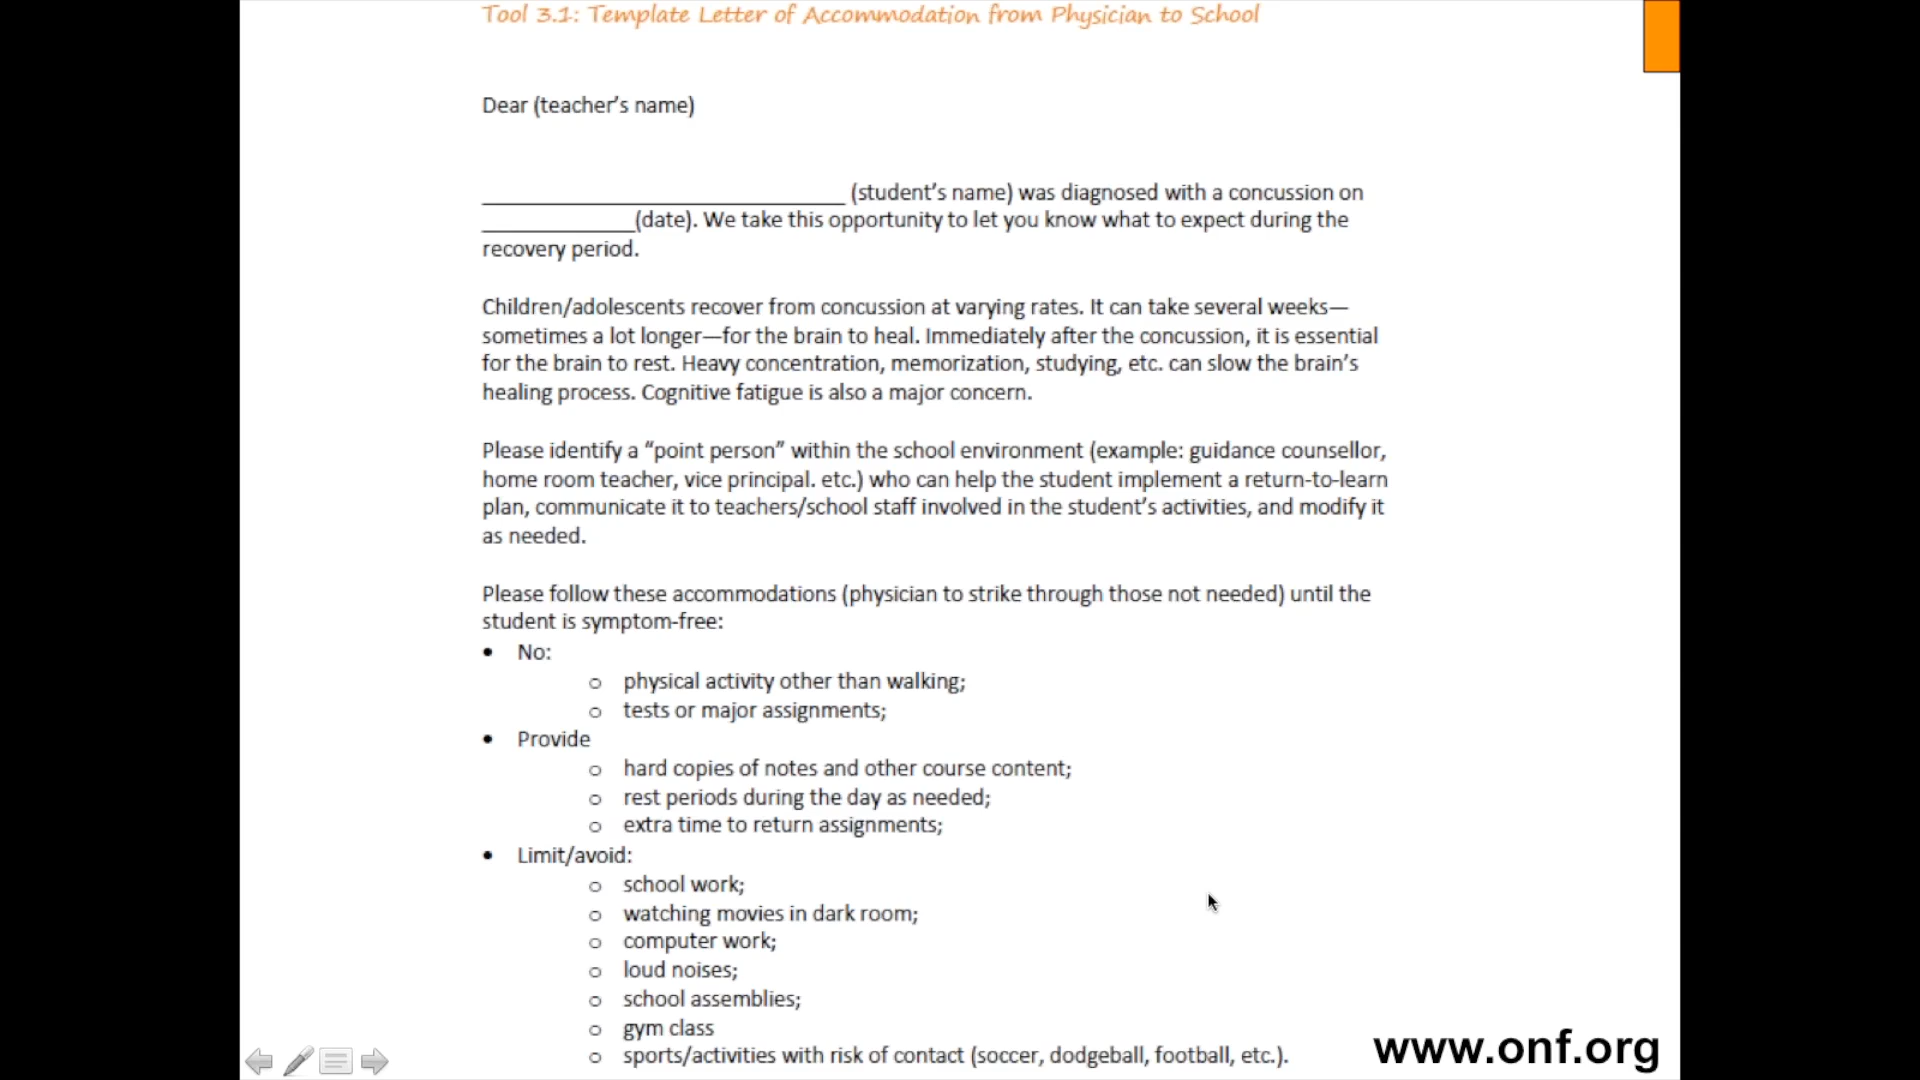 Tool 3.1: Template Letter of Accommodation from Physician to School
Dear (teacher's name)
_________________________________ (student's name) was diagnosed with a concussion on
______________(date). We take this opportunity to let you know what to expect during the
recovery period.
Children/adolescents recover from concussion at varying rates. It can take several weeks—
sometimes a lot longer—for the brain to heal. Immediately after the concussion, it is essential
for the brain to rest. Heavy concentration, memorization, studying, etc. can slow the brain's
healing process. Cognitive fatigue is also a major concern.
Please identify a “point person” within the school environment (example: guidance counsellor,
home room teacher, vice principal. etc.) who can help the student implement a return-to-learn
plan, communicate it to teachers/school staff involved in the student's activities, and modify it
as needed.
Please follow these accommodations (physician to strike through those not needed) until the
student is symptom-free:
• No:
o physical activity other than walking;
o tests or major assignments;
• Provide
o hard copies of notes and other course content;
o rest periods during the day as needed;
o extra time to return assignments;
• Limit/avoid:
o school work;
o watching movies in dark room;
o computer work;
o loud noises;
o school assemblies;
o gym class
o sports/activities with risk of contact (soccer, dodgeball, football, etc.).
www.onf.org